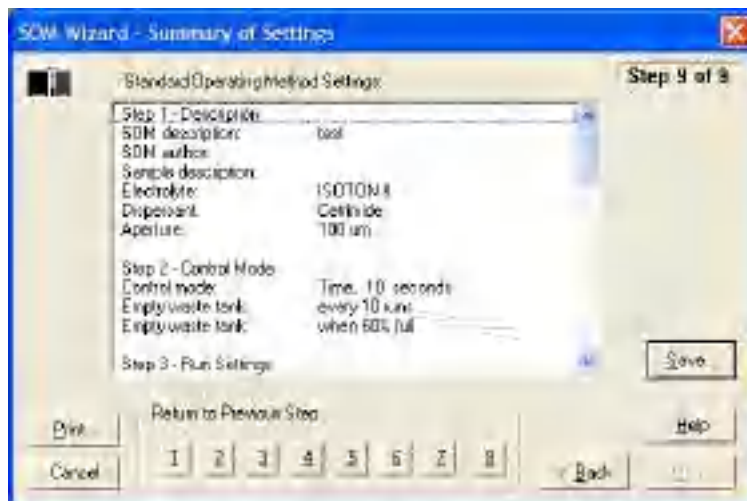 SOM Wizard - Summary of Settings
Step 9 of 9
Standard Operating Method Settings:
Step 1 - Description
SOM description: test
SOM author:
Sample description:
Electrolyte: ISOTON II
Dispersant: Cetrimide
Aperture: 100 um
Step 2 - Control Mode
Control mode: Time, 10 seconds
Empty waste tank: every 10 runs
Empty waste tank: when 60% full
Step 3 - Run Settings
Save...
Return to Previous Step
Print...
Help
1 2 3 4 5 6 7 8
Cancel
< Back